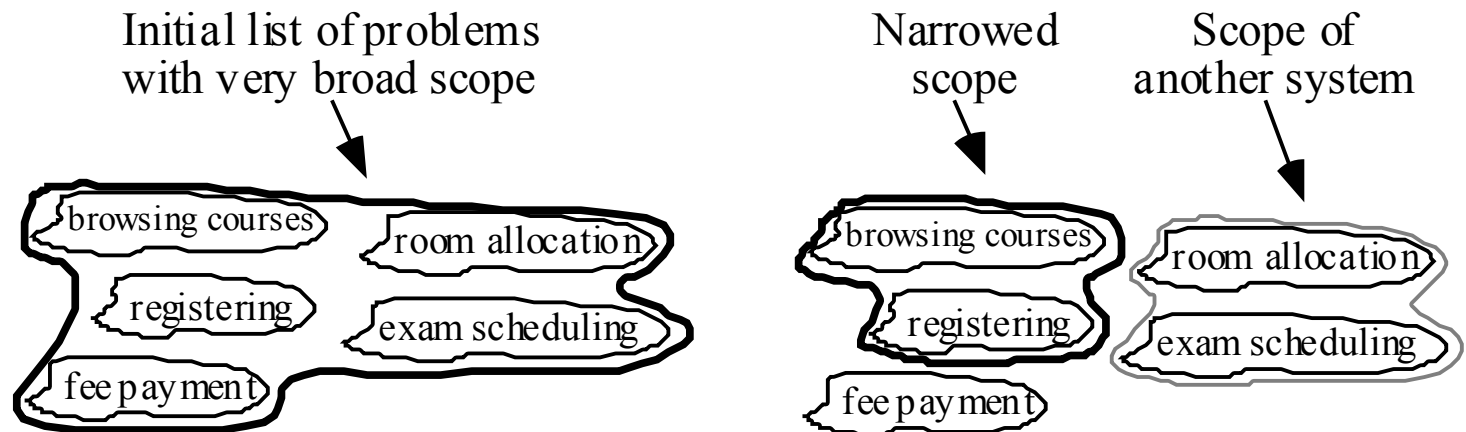 Initial list of problems
with very broad scope
browsing courses
room allocation
registering
exam scheduling
fee payment
Narrowed
scope
Scope of
another system
browsing courses
room allocation
registering
exam scheduling
fee payment